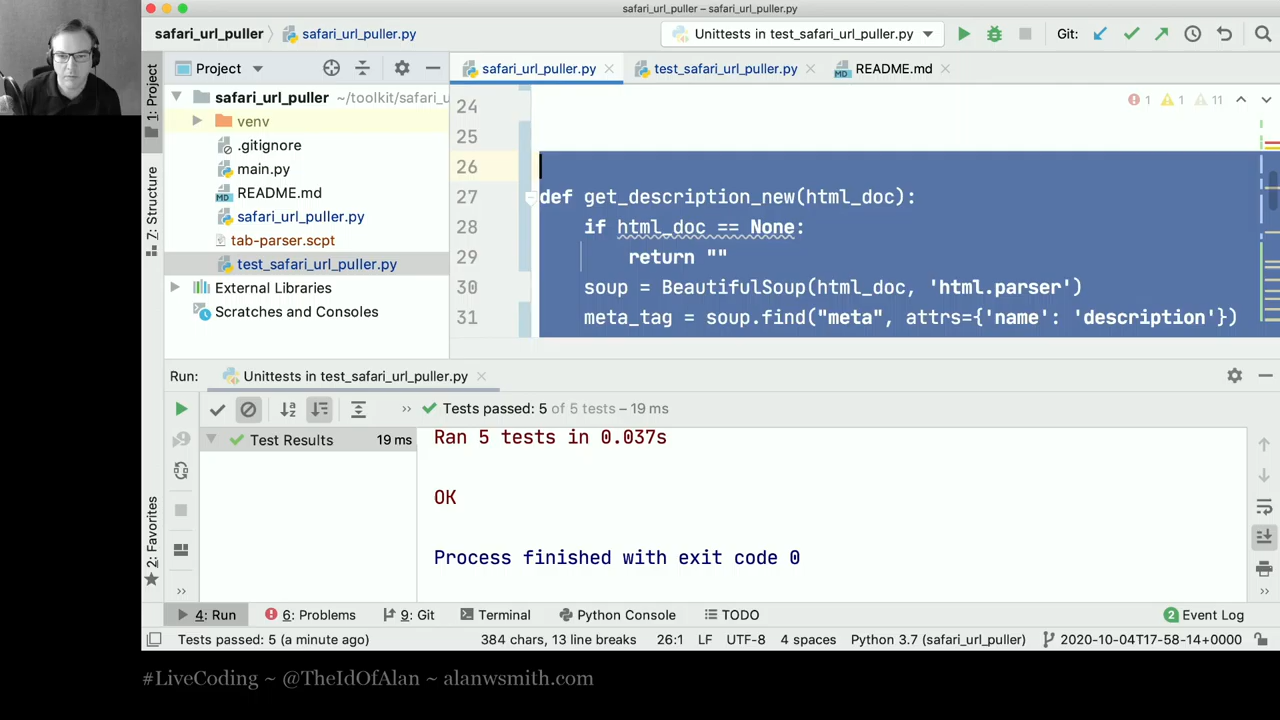 safari_url_puller – safari_url_puller.py
safari_url_puller
safari_url_puller.py
Unittests in test_safari_url_puller.py
Git:
1: Project
Project
safari_url_puller.py
test_safari_url_puller.py
README.md
safari_url_puller ~/toolkit/safari_u
venv
.gitignore
main.py
README.md
safari_url_puller.py
tab-parser.scpt
test_safari_url_puller.py
External Libraries
Scratches and Consoles
Z: Structure
1 1 11
24
25
26
27 def get_description_new(html_doc):
28 if html_doc == None:
29 return ""
30 soup = BeautifulSoup(html_doc, 'html.parser')
31 meta_tag = soup.find("meta", attrs={'name': 'description'})
Run: Unittests in test_safari_url_puller.py
Tests passed: 5 of 5 tests – 19 ms
Test Results 19 ms
Ran 5 tests in 0.037s
OK
Process finished with exit code 0
2: Favorites
4: Run
6: Problems
9: Git
Terminal
Python Console
TODO
2 Event Log
Tests passed: 5 (a minute ago)
384 chars, 13 line breaks
26:1
LF
UTF-8
4 spaces
Python 3.7 (safari_url_puller)
2020-10-04T17-58-14+0000
#LiveCoding ~ @TheIdOfAlan ~ alanwsmith.com